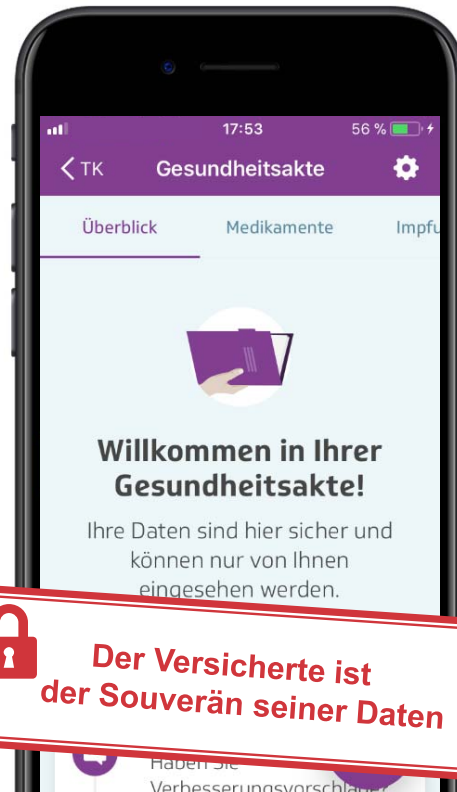 17:53
56 %
TK
Gesundheitsakte
Überblick
Medikamente
Impfu
Willkommen in Ihrer
Gesundheitsakte!
Ihre Daten sind hier sicher und
können nur von Ihnen
eingesehen werden.
Der Versicherte ist
der Souverän seiner Daten
Haben Sie
Verbesserungsvorschläge?